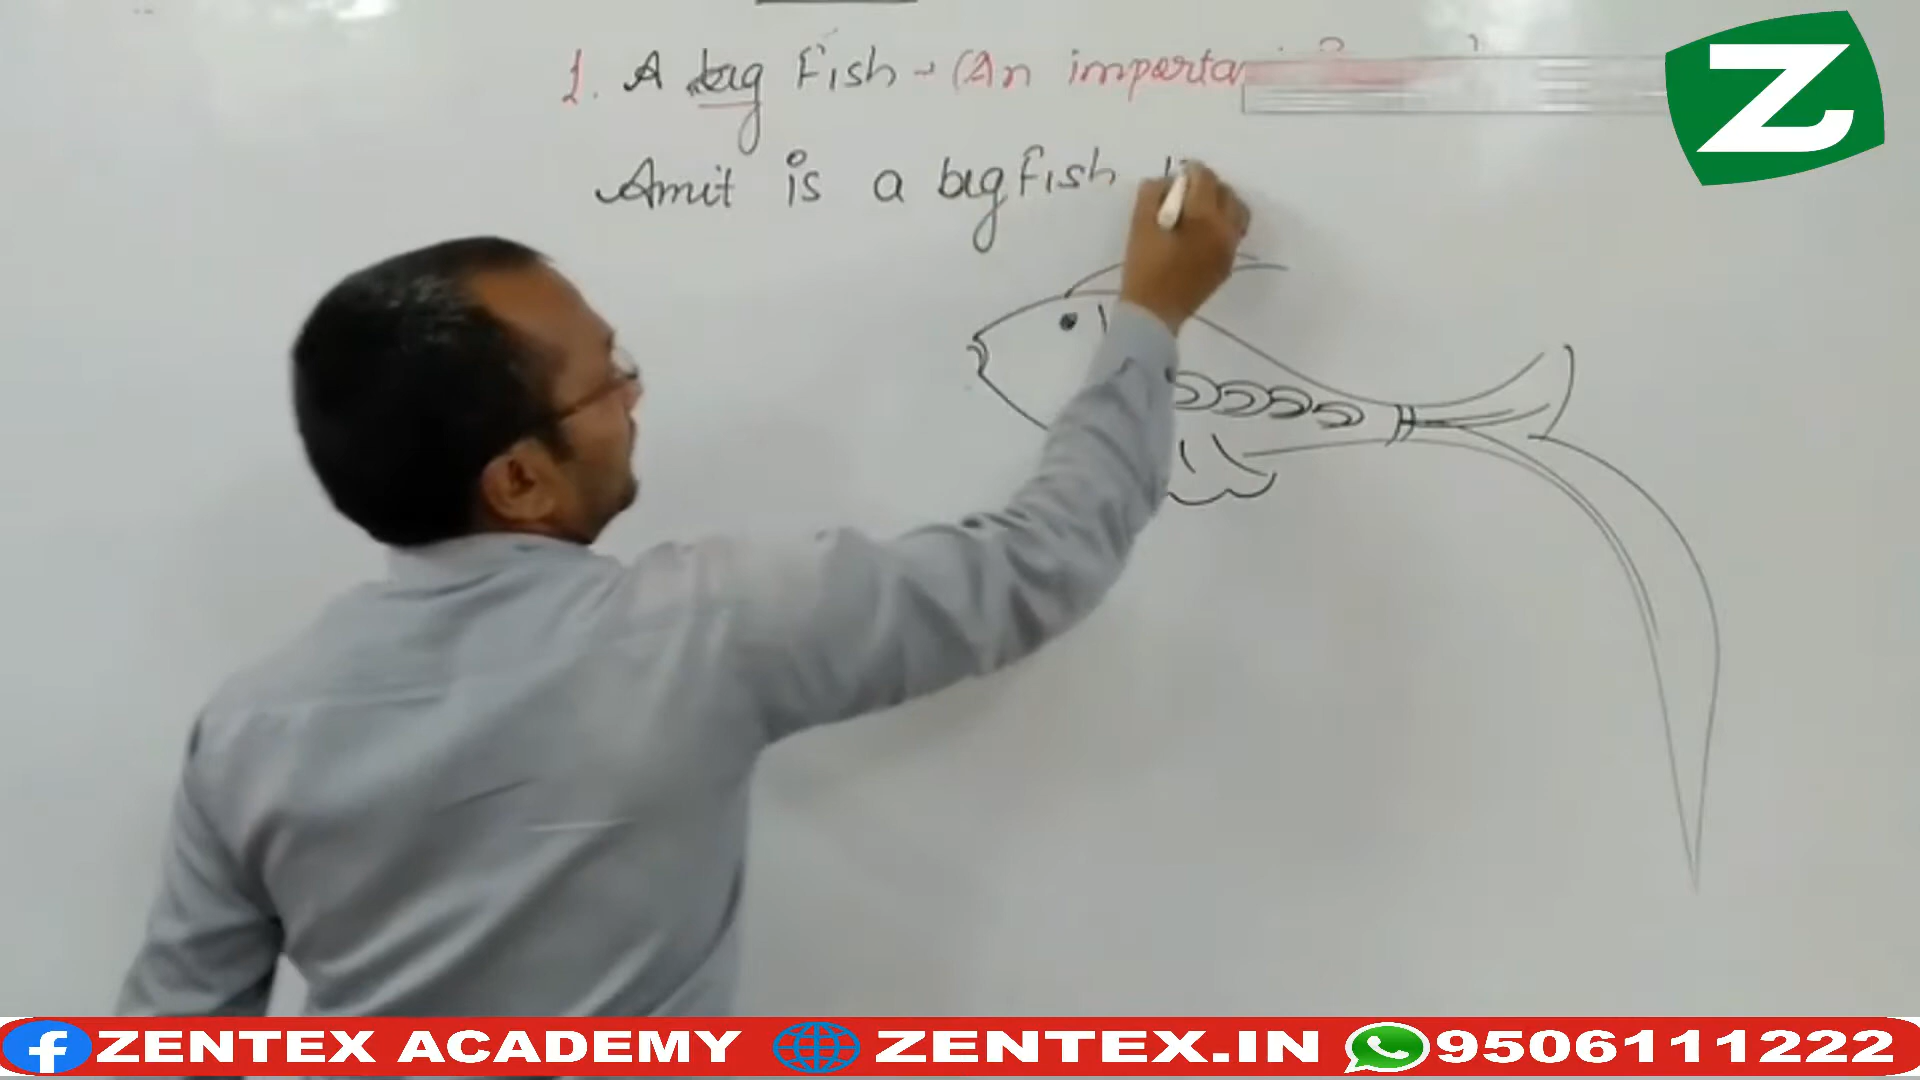 1. A big Fish → (An importa
Amit is a big Fish
Z
ZENTEX ACADEMY ZENTEX.IN 9506111222